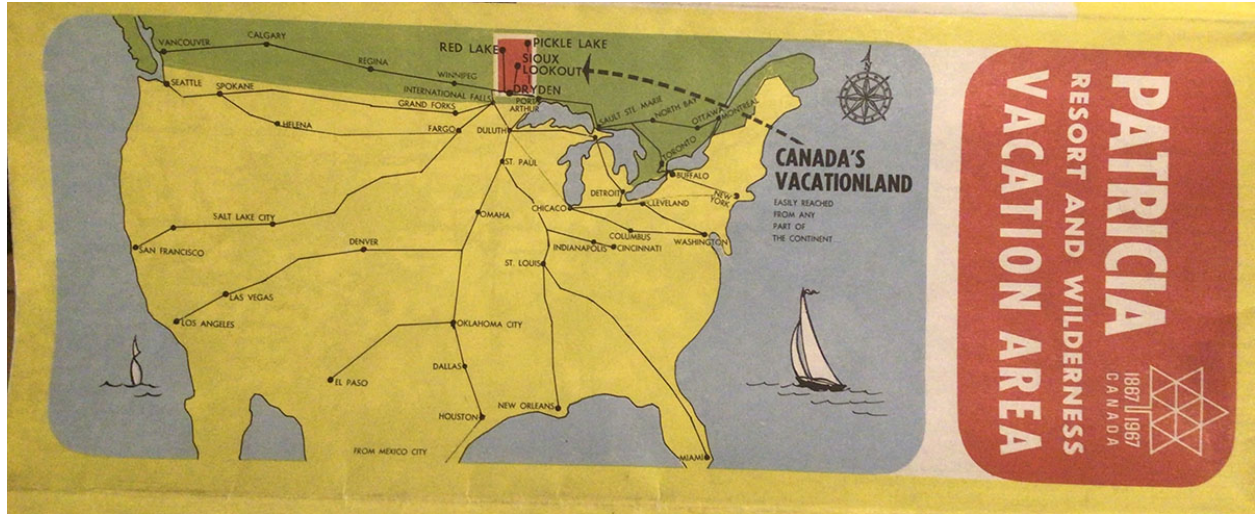 VANCOUVER
CALGARY
REGINA
WINNIPEG
RED LAKE
PICKLE LAKE
SIOUX
LOOKOUT
DRYDEN
INTERNATIONAL FALLS
PORT
ARTHUR
SEATTLE
SPOKANE
HELENA
GRAND FORKS
FARGO
DULUTH
SAULT STE. MARIE
NORTH BAY
OTTAWA
MONTREAL
TORONTO
BUFFALO
NEW
YORK
ST. PAUL
DETROIT
CLEVELAND
CHICAGO
OMAHA
COLUMBUS
WASHINGTON
INDIANAPOLIS
CINCINNATI
SALT LAKE CITY
SAN FRANCISCO
DENVER
ST. LOUIS
LAS VEGAS
LOS ANGELES
OKLAHOMA CITY
DALLAS
EL PASO
HOUSTON
NEW ORLEANS
MIAMI
FROM MEXICO CITY
CANADA'S
VACATIONLAND
EASILY REACHED
FROM ANY
PART OF
THE CONTINENT
PATRICIA
RESORT AND WILDERNESS
VACATION AREA
1867 1967
CANADA